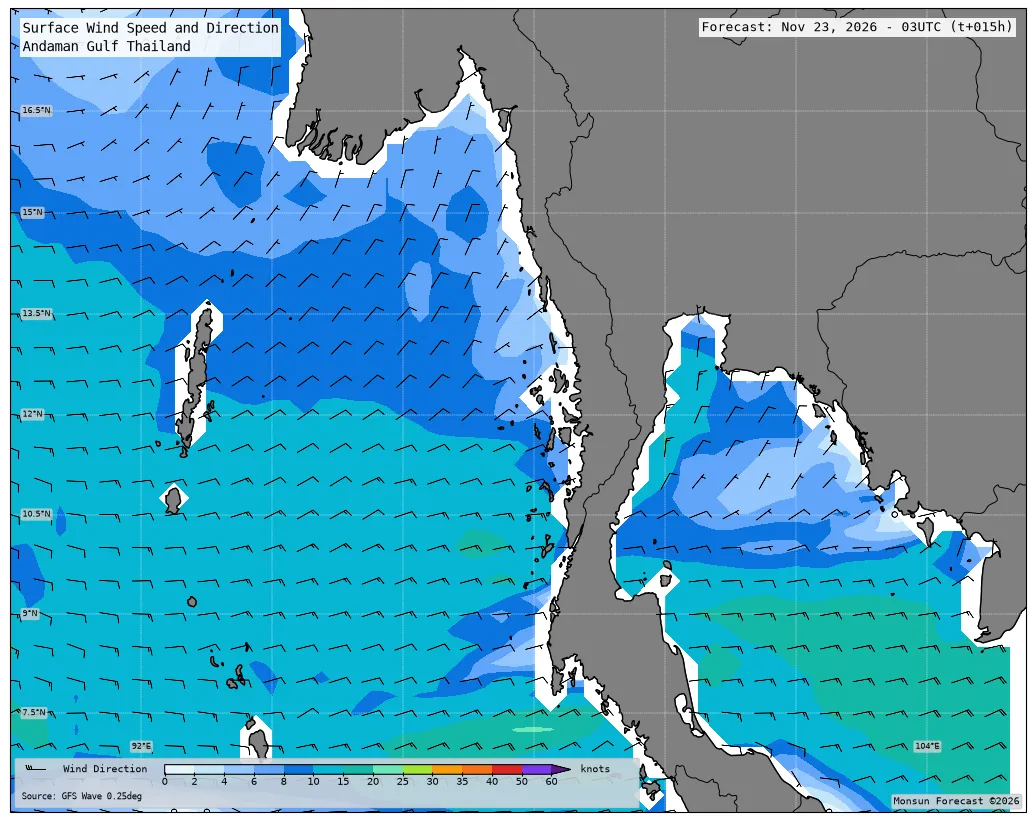 Surface Wind Speed and Direction
Andaman Gulf Thailand
Forecast: Nov 23, 2026 - 03UTC (t+015h)
16.5°N
15°N
13.5°N
12°N
10.5°N
9°N
7.5°N
92°E
104°E
Wind Direction
0 2 4 6 8 10 15 20 25 30 35 40 50 60
knots
Source: GFS Wave 0.25deg
Monsun Forecast ©2026